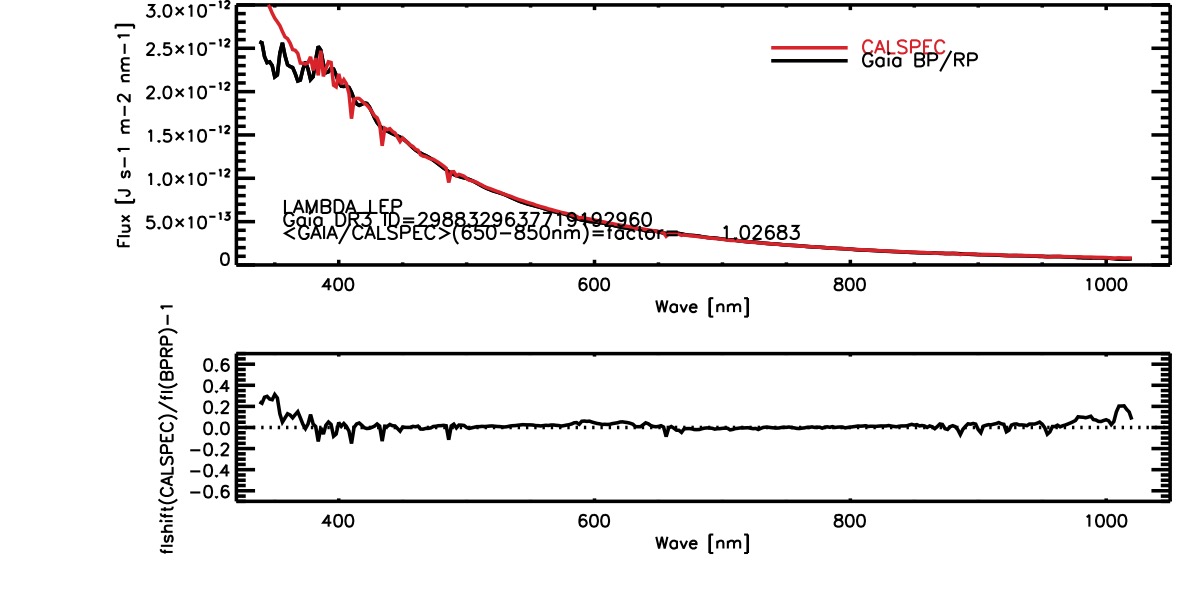 3.0×10−12
2.5×10−12
2.0×10−12
1.5×10−12
1.0×10−12
5.0×10−13
0
Flux [J s−1 m−2 nm−1]
CALSPEC
Gaia BP/RP
LAMBDA_LEP
Gaia DR3 ID=2988329637719192960
<GAIA/CALSPEC>(650−850nm)=factor= 1.02683
400 600 800 1000
Wave [nm]
flshift(CALSPEC)/fl(BPRP)−1
0.6
0.4
0.2
0.0
−0.2
−0.4
−0.6
400 600 800 1000
Wave [nm]